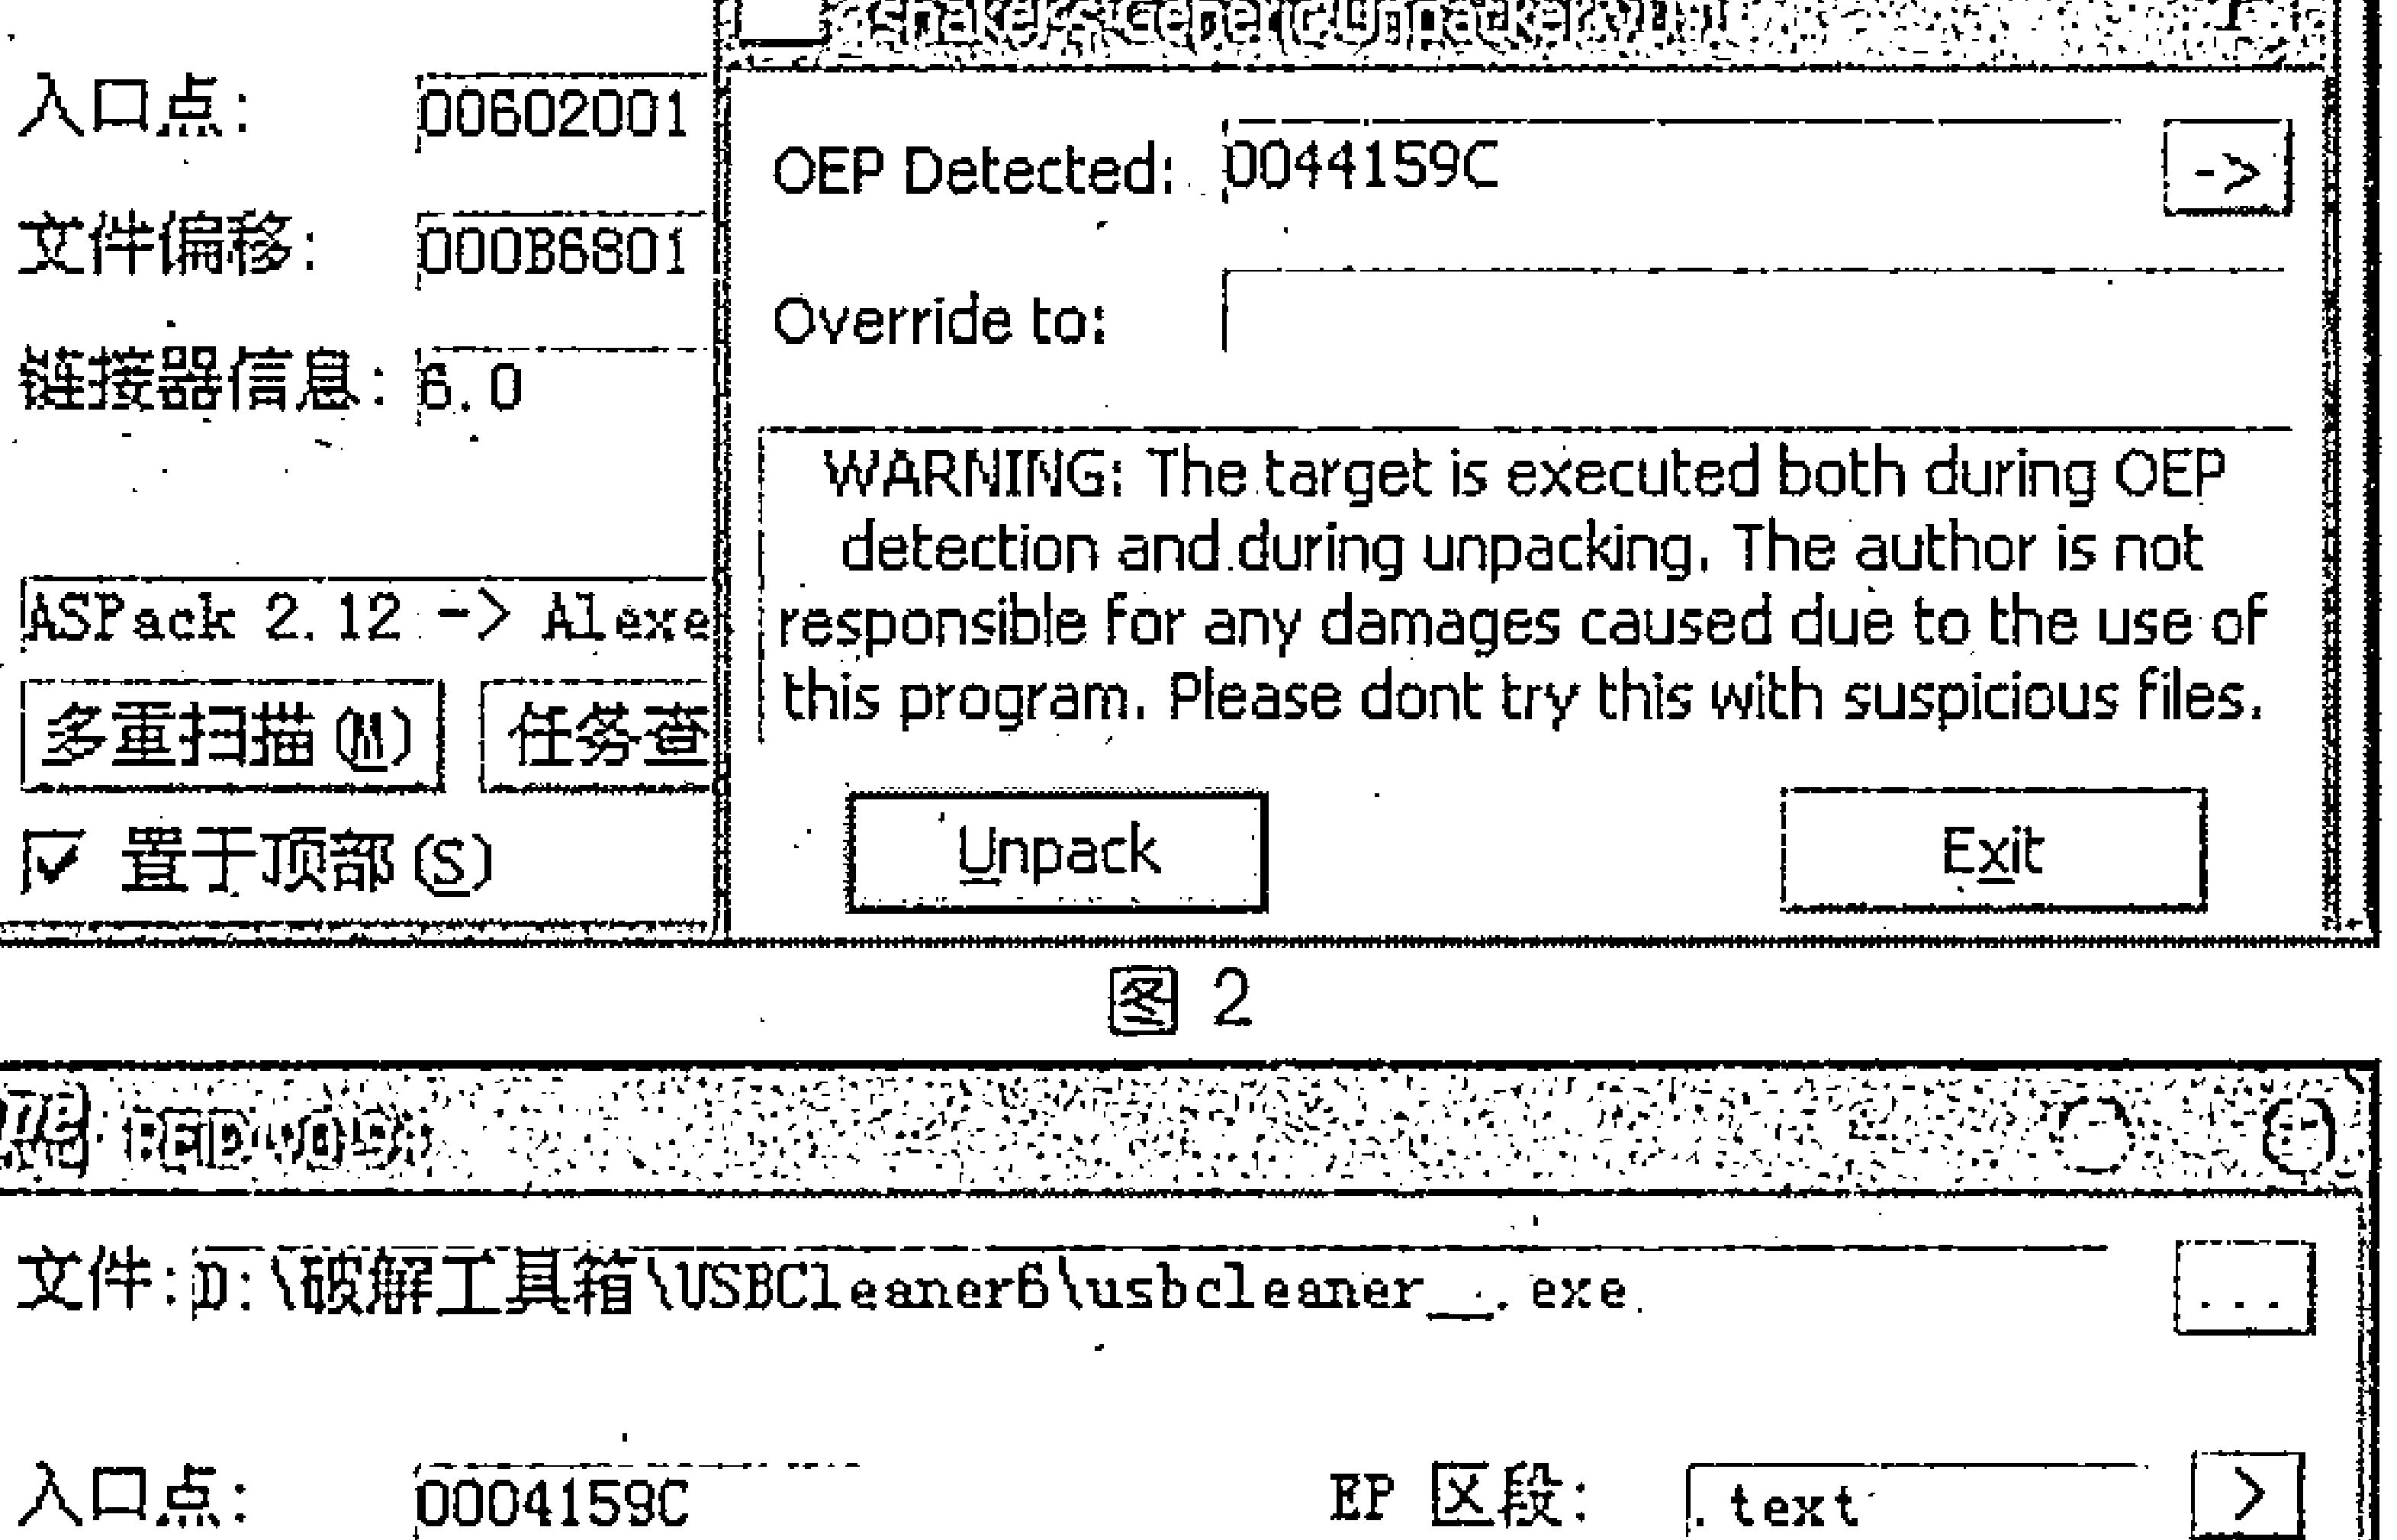 入口点: 00602001
文件偏移: 000B6801
链接器信息: 6.0
ASPack 2.12 -> Alexe
多重扫描(M) 任务查
置于顶部(S)
OEP Detected: 0044159C
->
Override to:
WARNING: The target is executed both during OEP
detection and during unpacking. The author is not
responsible for any damages caused due to the use of
this program. Please dont try this with suspicious files.
Unpack Exit
图 2
文件: D:\破解工具箱\USBCleaner6\usbcleaner__.exe
...
入口点: 0004159C EP 区段: .text >